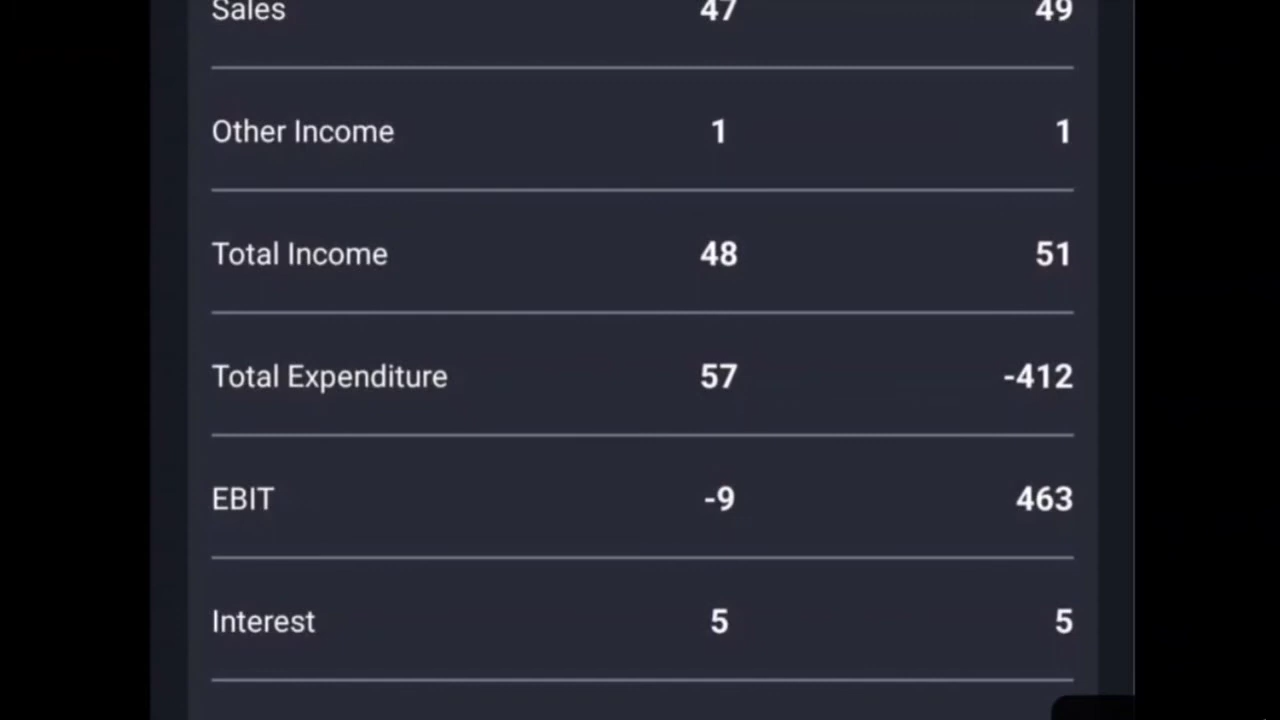 Sales 47 49
Other Income 1 1
Total Income 48 51
Total Expenditure 57 -412
EBIT -9 463
Interest 5 5